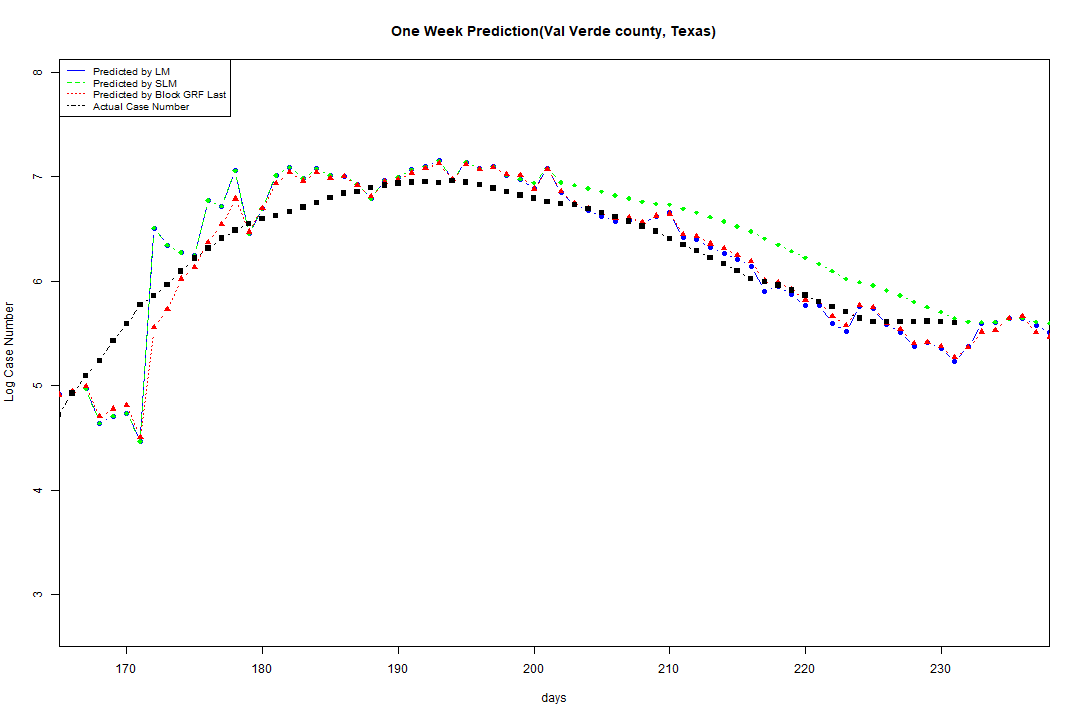 One Week Prediction(Val Verde county, Texas)
Predicted by LM
Predicted by SLM
Predicted by Block GRF Last
Actual Case Number
8
7
6
5
4
3
Log Case Number
170 180 190 200 210 220 230
days